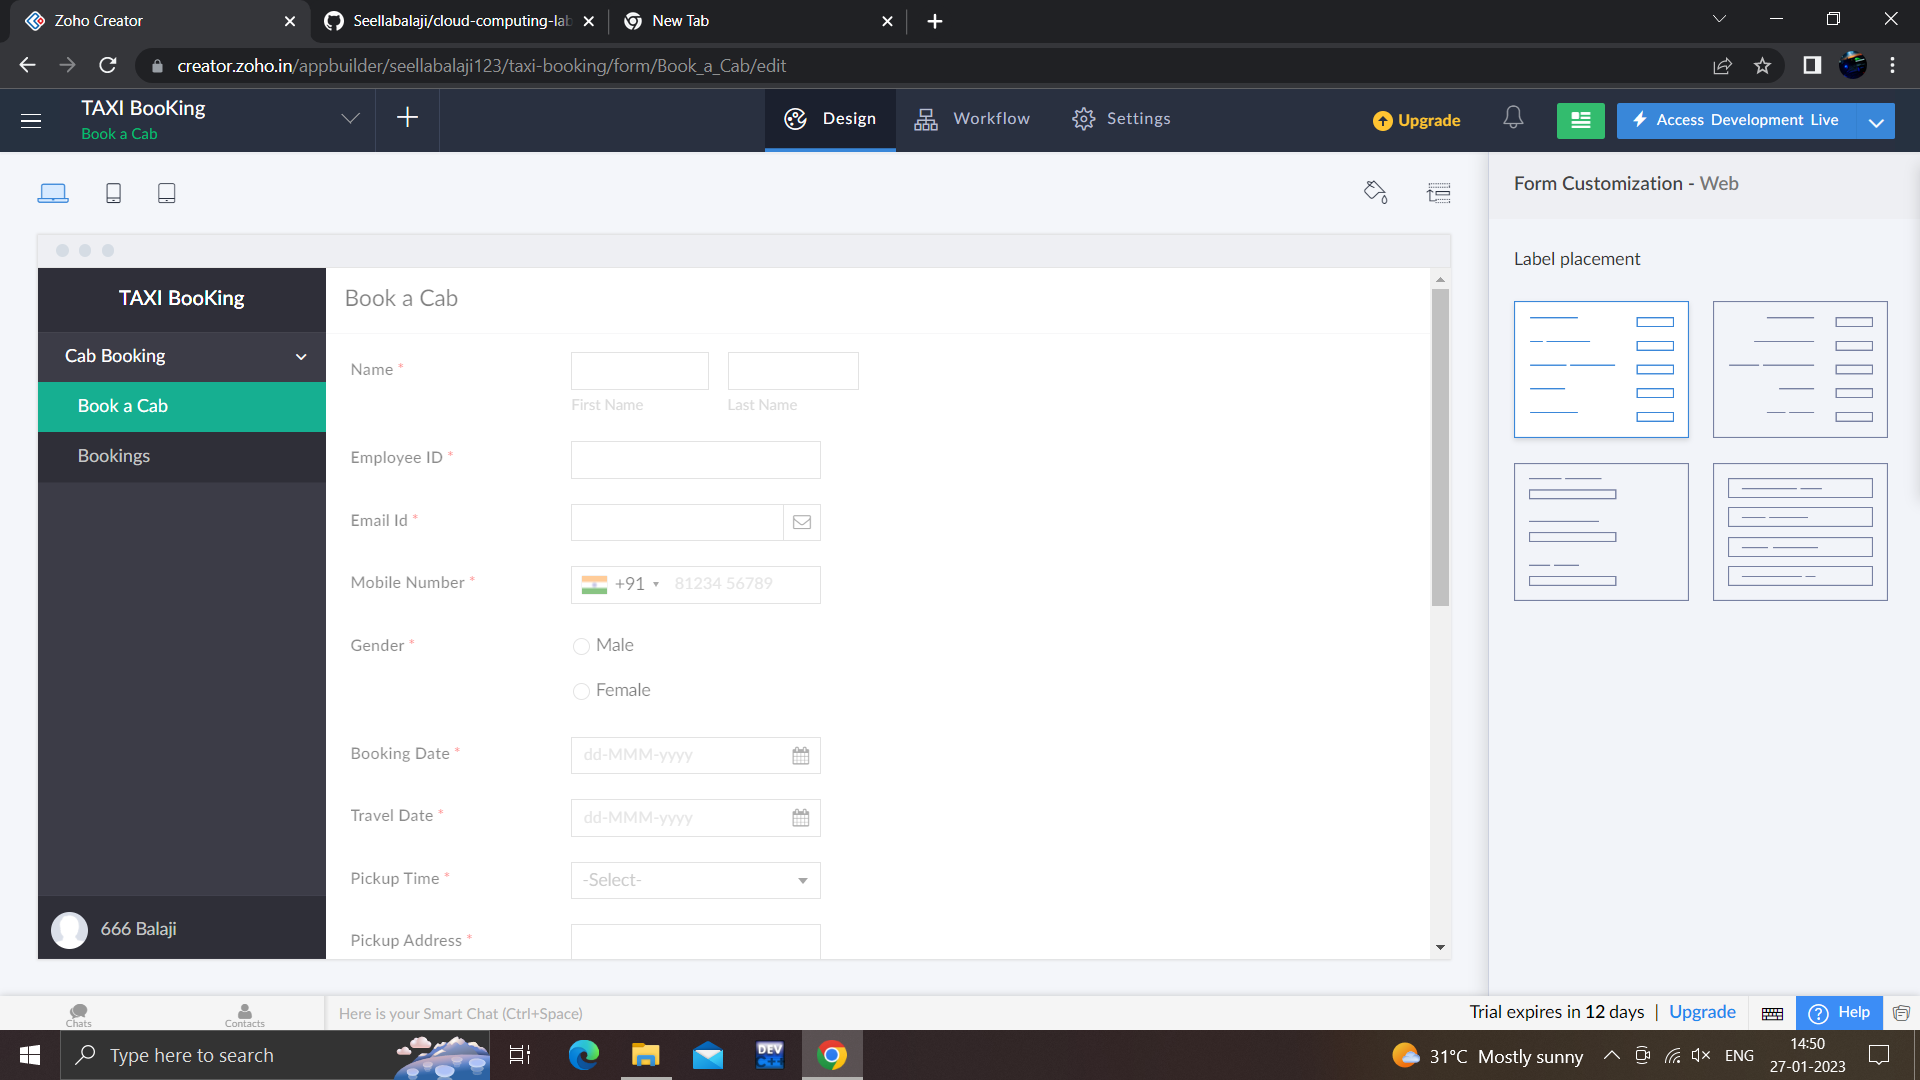 Zoho Creator
Seellabalaji/cloud-computing-lab
New Tab
creator.zoho.in/appbuilder/seellabalaji123/taxi-booking/form/Book_a_Cab/edit
TAXI BooKing
Book a Cab
Design
Workflow
Settings
Upgrade
Access Development Live
Form Customization - Web
Label placement
TAXI BooKing
Cab Booking
Book a Cab
Bookings
666 Balaji
Book a Cab
Name *
First Name
Last Name
Employee ID *
Email Id *
Mobile Number *
+91
81234 56789
Gender *
Male
Female
Booking Date *
dd-MMM-yyyy
Travel Date *
dd-MMM-yyyy
Pickup Time *
-Select-
Pickup Address *
Chats
Contacts
Here is your Smart Chat (Ctrl+Space)
Trial expires in 12 days | Upgrade
Help
Type here to search
DEV
C++
31°C Mostly sunny
ENG
14:50
27-01-2023